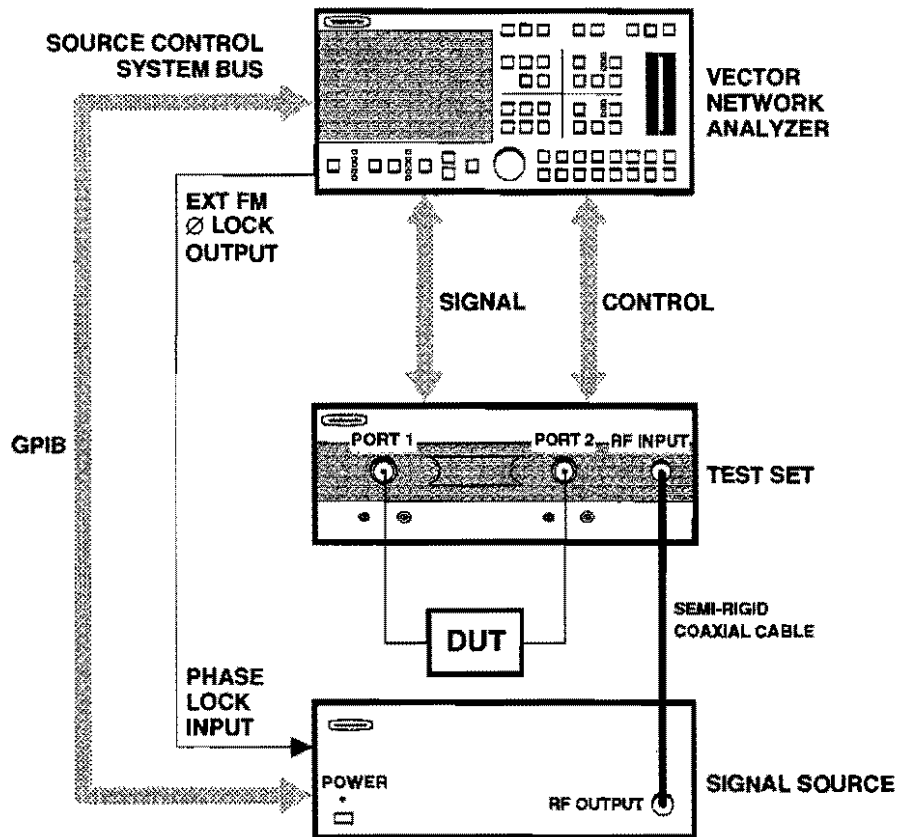 SOURCE CONTROL
SYSTEM BUS
VECTOR
NETWORK
ANALYZER
EXT FM
∅ LOCK
OUTPUT
SIGNAL
CONTROL
GPIB
PORT 1
PORT 2
RF INPUT
TEST SET
DUT
SEMI-RIGID
COAXIAL CABLE
PHASE
LOCK
INPUT
POWER
RF OUTPUT
SIGNAL SOURCE